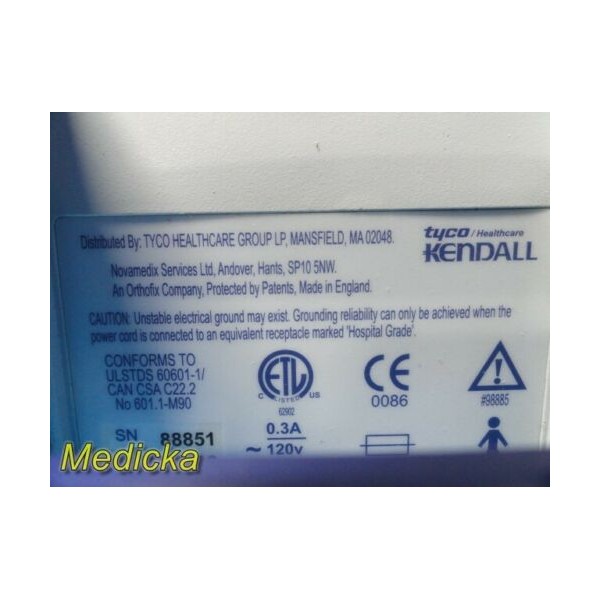 Distributed By: TYCO HEALTHCARE GROUP LP, MANSFIELD, MA 02048.
tyco / Healthcare
KENDALL
Novamedix Services Ltd, Andover, Hants, SP10 5NW.
An Orthofix Company, Protected by Patents, Made in England.
CAUTION: Unstable electrical ground may exist. Grounding reliability can only be achieved when the
power cord is connected to an equivalent receptacle marked 'Hospital Grade'.
CONFORMS TO
ULSTDS 60601-1/
CAN CSA C22.2
No 601.1-M90
ETL
C LISTED US
62902
CE
0086
#98885
SN 88851
0.3A
~ 120v
Medicka